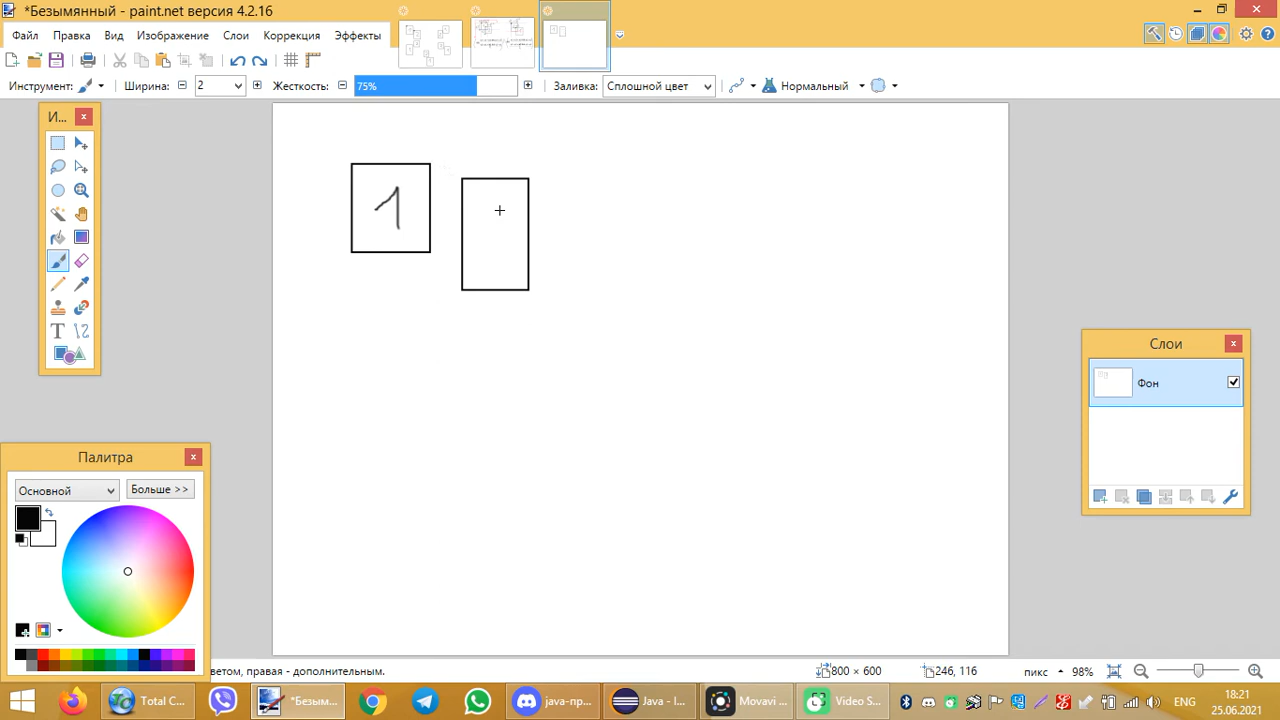 *Безымянный - paint.net версия 4.2.16
Файл Правка Вид Изображение Слои Коррекция Эффекты
Инструмент: Ширина: 2 Жесткость: 75% Заливка: Сплошной цвет Нормальный
И...
1
Слои
Фон
Палитра
Основной Больше >>
ветом, правая - дополнительным. 800 × 600 246, 116 пикс 98%
Total C... *Безым... java-пр... Java - I... Movavi ... Video S... ENG 18:21
25.06.2021